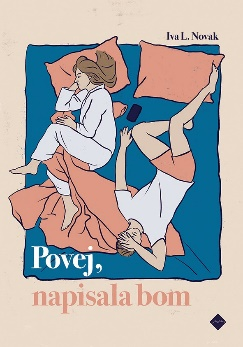 Iva L. Novak
Povej,
napisala bom